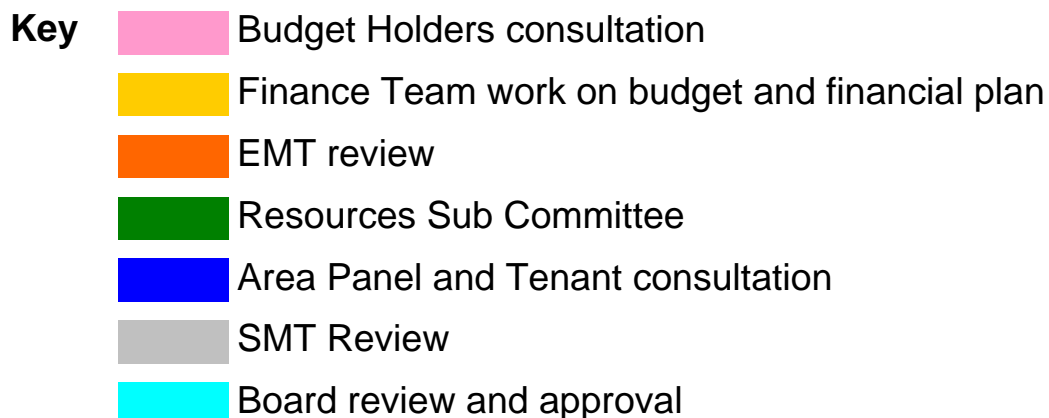 Key Budget Holders consultation
Finance Team work on budget and financial plan
EMT review
Resources Sub Committee
Area Panel and Tenant consultation
SMT Review
Board review and approval